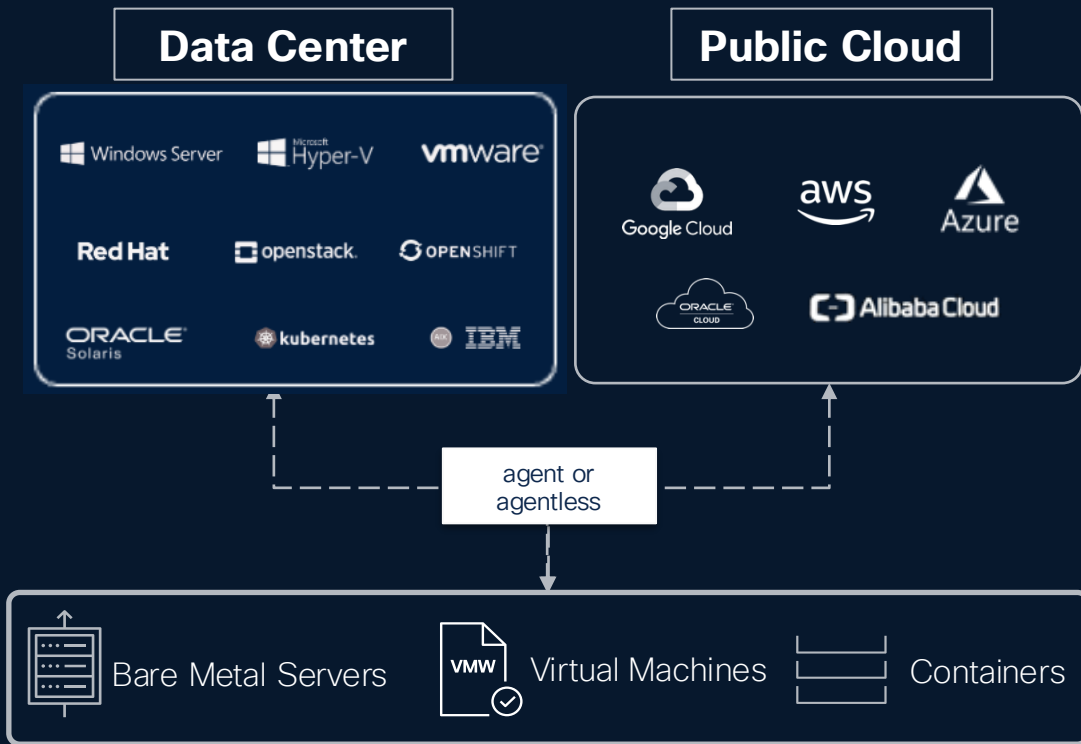 Data Center
Public Cloud
Windows Server
Microsoft
Hyper-V
vmware®
Red Hat
openstack.
OPENSHIFT
ORACLE®
Solaris
kubernetes
AIX
IBM
Google Cloud
aws
Azure
ORACLE®
CLOUD
Alibaba Cloud
agent or
agentless
Bare Metal Servers
VMW
Virtual Machines
Containers